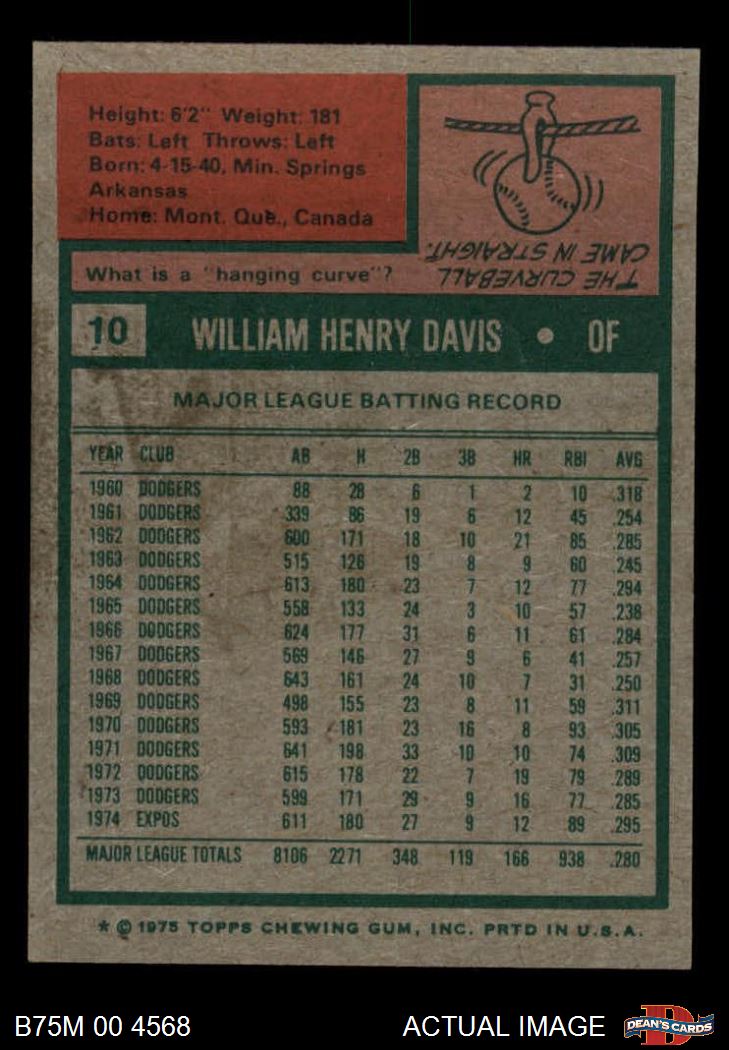 Height: 6'2" Weight: 181
Bats: Left Throws: Left
Born: 4-15-40, Min. Springs
Arkansas
Home: Mont. Que., Canada
What is a "hanging curve"?
THE CURVEBALL
CAME IN STRAIGHT.
10 WILLIAM HENRY DAVIS • OF
MAJOR LEAGUE BATTING RECORD
YEAR CLUB AB H 2B 3B HR RBI AVG
1960 DODGERS 88 28 6 1 2 10 .318
1961 DODGERS 339 86 19 6 12 45 .254
1962 DODGERS 600 171 18 10 21 85 .285
1963 DODGERS 515 126 19 8 9 60 .245
1964 DODGERS 613 180 23 7 12 77 .294
1965 DODGERS 558 133 24 3 10 57 .238
1966 DODGERS 624 177 31 6 11 61 .284
1967 DODGERS 569 146 27 9 6 41 .257
1968 DODGERS 643 161 24 10 7 31 .250
1969 DODGERS 498 155 23 8 11 59 .311
1970 DODGERS 593 181 23 16 8 93 .305
1971 DODGERS 641 198 33 10 10 74 .309
1972 DODGERS 615 178 22 7 19 79 .289
1973 DODGERS 599 171 29 9 16 77 .285
1974 EXPOS 611 180 27 9 12 89 .295
MAJOR LEAGUE TOTALS 8106 2271 348 119 166 938 .280
* © 1975 TOPPS CHEWING GUM, INC. PRTD IN U.S.A.
B75M 00 4568 ACTUAL IMAGE
D
DEAN'S CARDS